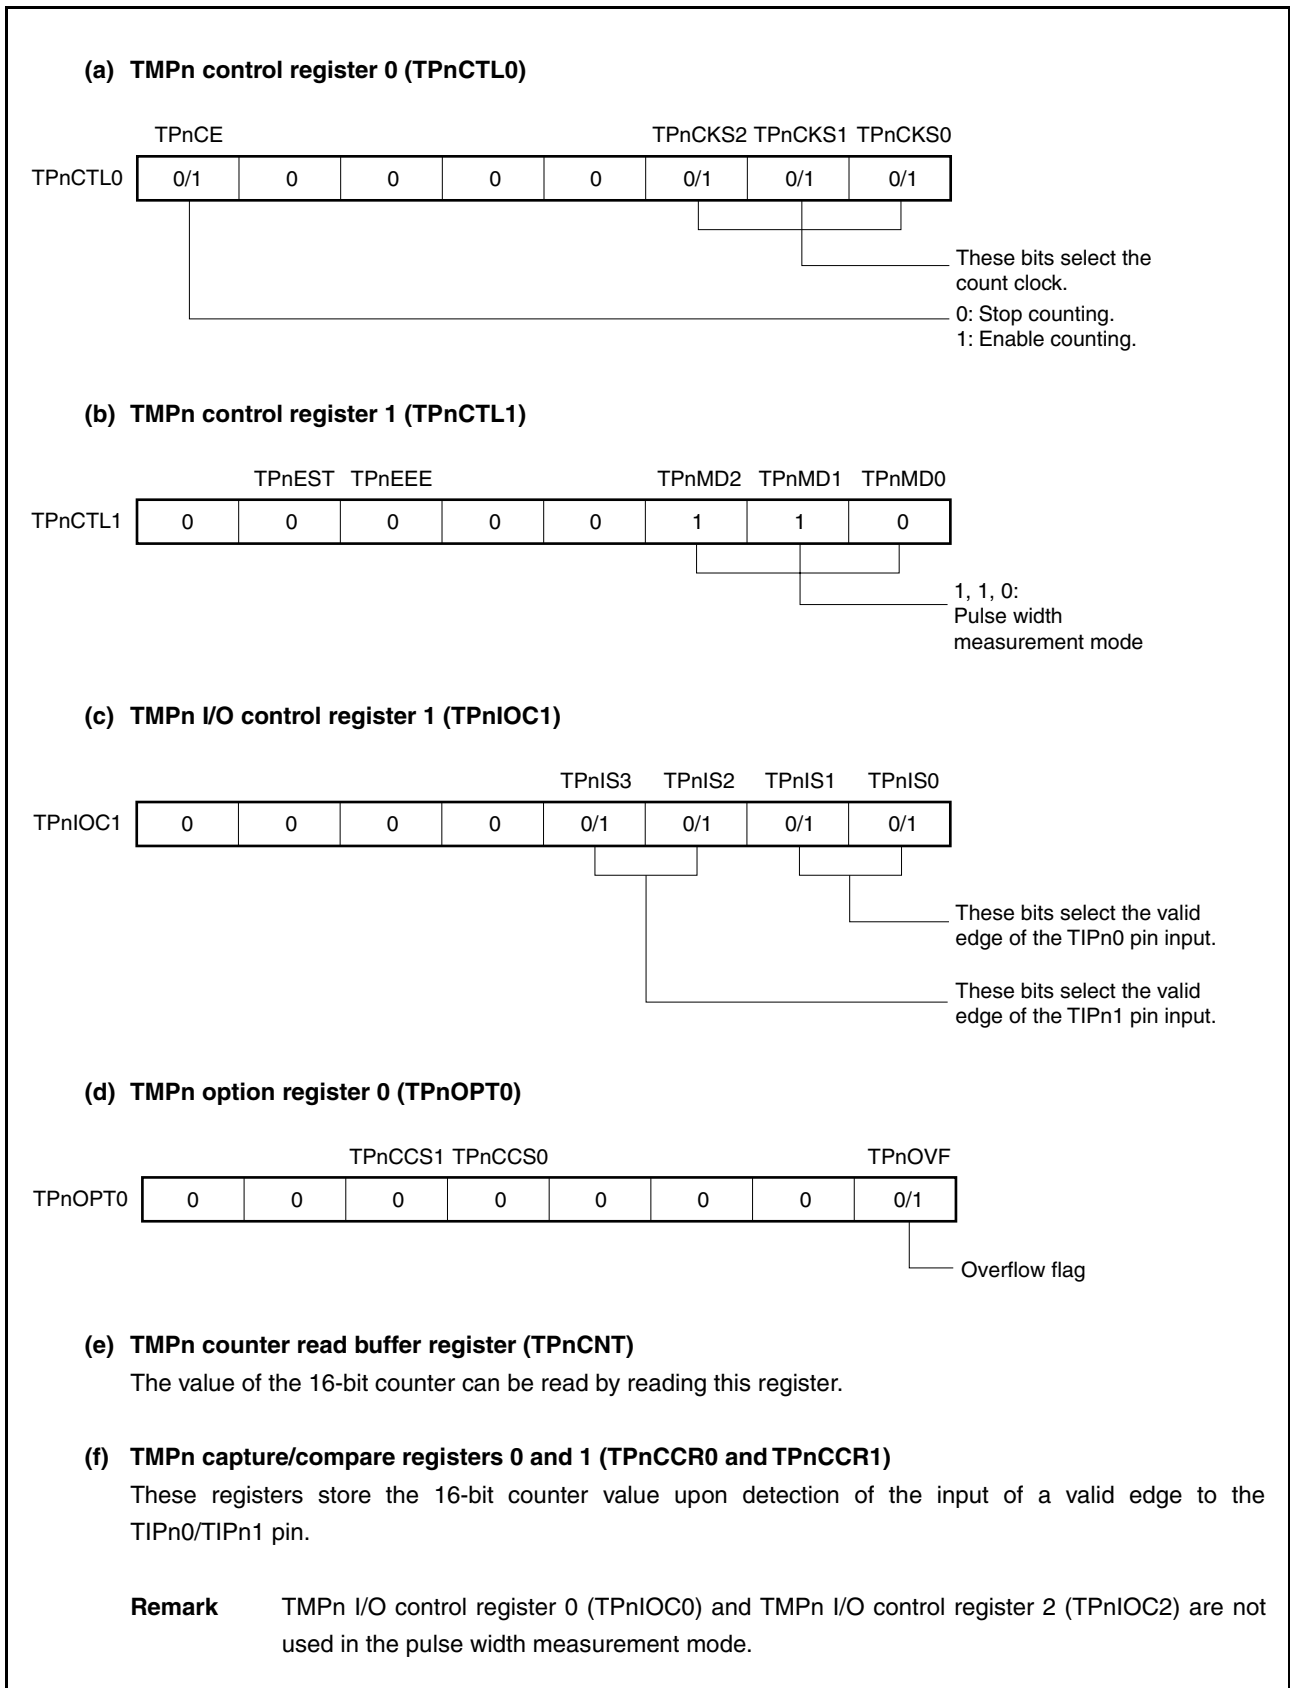 (a) TMPn control register 0 (TPnCTL0)
TPnCE TPnCKS2 TPnCKS1 TPnCKS0
TPnCTL0 0/1 0 0 0 0 0/1 0/1 0/1
These bits select the
count clock.
0: Stop counting.
1: Enable counting.
(b) TMPn control register 1 (TPnCTL1)
TPnEST TPnEEE TPnMD2 TPnMD1 TPnMD0
TPnCTL1 0 0 0 0 0 1 1 0
1, 1, 0:
Pulse width
measurement mode
(c) TMPn I/O control register 1 (TPnIOC1)
TPnIS3 TPnIS2 TPnIS1 TPnIS0
TPnIOC1 0 0 0 0 0/1 0/1 0/1 0/1
These bits select the valid
edge of the TIPn0 pin input.
These bits select the valid
edge of the TIPn1 pin input.
(d) TMPn option register 0 (TPnOPT0)
TPnCCS1 TPnCCS0 TPnOVF
TPnOPT0 0 0 0 0 0 0 0 0/1
Overflow flag
(e) TMPn counter read buffer register (TPnCNT)
The value of the 16-bit counter can be read by reading this register.
(f) TMPn capture/compare registers 0 and 1 (TPnCCR0 and TPnCCR1)
These registers store the 16-bit counter value upon detection of the input of a valid edge to the
TIPn0/TIPn1 pin.
Remark TMPn I/O control register 0 (TPnIOC0) and TMPn I/O control register 2 (TPnIOC2) are not
used in the pulse width measurement mode.